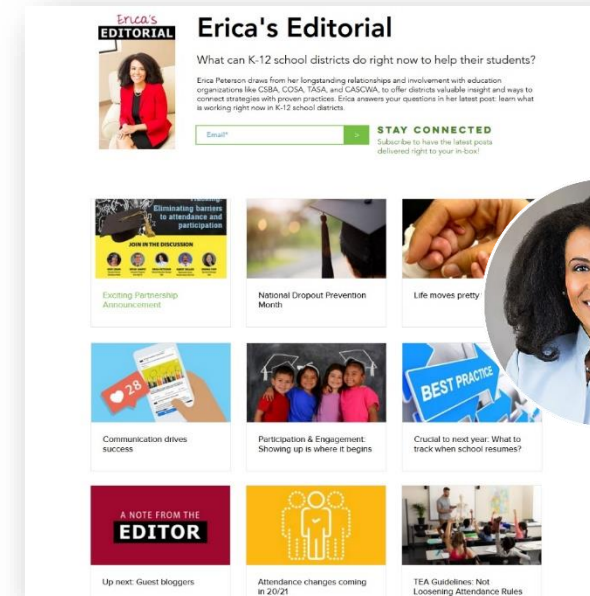 Erica's
EDITORIAL
Erica's Editorial
What can K-12 school districts do right now to help their students?
Erica Peterson draws from her longstanding relationships and involvement with education
organizations like CSBA, COSA, TASA, and CASCWA, to offer districts valuable insight and ways to
connect strategies with proven practices. Erica answers your questions in her latest post: learn what
is working right now in K-12 school districts.
Email*
>
STAY CONNECTED
Subscribe to have the latest posts
delivered right to your in-box!
Eliminating barriers
to attendance and
participation
JOIN IN THE DISCUSSION
Exciting Partnership
Announcement
National Dropout Prevention
Month
Life moves pretty
28
Communication drives
success
Participation & Engagement:
Showing up is where it begins
BEST PRACTICE
Crucial to next year: What to
track when school resumes?
A NOTE FROM THE
EDITOR
Up next: Guest bloggers
Attendance changes coming
in 20/21
TEA Guidelines: Not
Loosening Attendance Rules